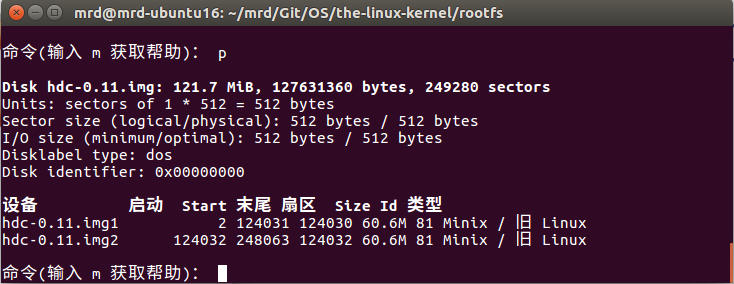 mrd@mrd-ubuntu16: ~/mrd/Git/OS/the-linux-kernel/rootfs
命令(输入 m 获取帮助)： p
Disk hdc-0.11.img: 121.7 MiB, 127631360 bytes, 249280 sectors
Units: sectors of 1 * 512 = 512 bytes
Sector size (logical/physical): 512 bytes / 512 bytes
I/O size (minimum/optimal): 512 bytes / 512 bytes
Disklabel type: dos
Disk identifier: 0x00000000
设备 启动 Start 末尾 扇区 Size Id 类型
hdc-0.11.img1 2 124031 124030 60.6M 81 Minix / 旧 Linux
hdc-0.11.img2 124032 248063 124032 60.6M 81 Minix / 旧 Linux
命令(输入 m 获取帮助)：